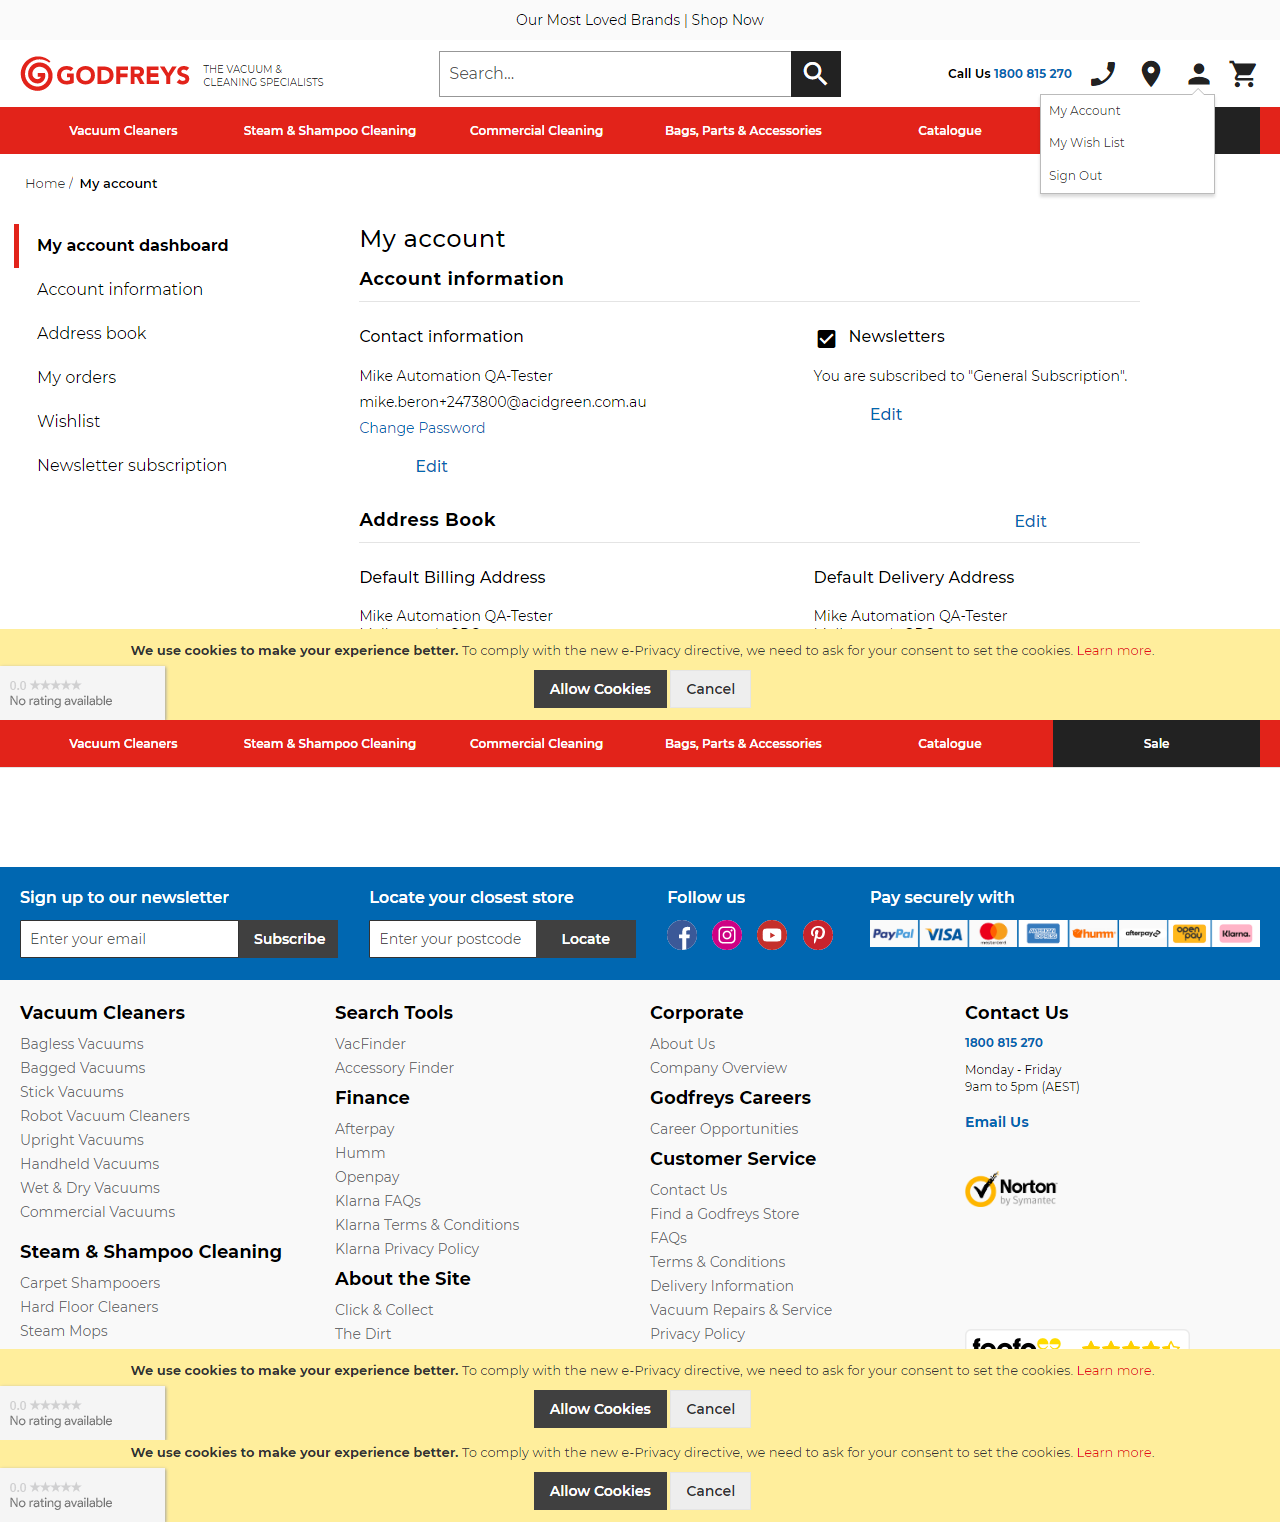 Our Most Loved Brands | Shop Now
GODFREYS
THE VACUUM &
CLEANING SPECIALISTS
Search...
Call Us 1800 815 270
My Account
My Wish List
Sign Out
Vacuum Cleaners
Steam & Shampoo Cleaning
Commercial Cleaning
Bags, Parts & Accessories
Catalogue
Home / My account
My account dashboard
Account information
Address book
My orders
Wishlist
Newsletter subscription
My account
Account information
Contact information
Mike Automation QA-Tester
mike.beron+2473800@acidgreen.com.au
Change Password
Edit
Newsletters
You are subscribed to "General Subscription".
Edit
Address Book
Edit
Default Billing Address
Mike Automation QA-Tester
Default Delivery Address
Mike Automation QA-Tester
We use cookies to make your experience better. To comply with the new e-Privacy directive, we need to ask for your consent to set the cookies. Learn more.
Allow Cookies
Cancel
0.0 ★★★★★
No rating available
Vacuum Cleaners
Steam & Shampoo Cleaning
Commercial Cleaning
Bags, Parts & Accessories
Catalogue
Sale
Sign up to our newsletter
Enter your email
Subscribe
Locate your closest store
Enter your postcode
Locate
Follow us
Pay securely with
PayPal
VISA
mastercard
humm
afterpay
open pay
Klarna.
Vacuum Cleaners
Bagless Vacuums
Bagged Vacuums
Stick Vacuums
Robot Vacuum Cleaners
Upright Vacuums
Handheld Vacuums
Wet & Dry Vacuums
Commercial Vacuums
Steam & Shampoo Cleaning
Carpet Shampooers
Hard Floor Cleaners
Steam Mops
Search Tools
VacFinder
Accessory Finder
Finance
Afterpay
Humm
Openpay
Klarna FAQs
Klarna Terms & Conditions
Klarna Privacy Policy
About the Site
Click & Collect
The Dirt
Corporate
About Us
Company Overview
Godfreys Careers
Career Opportunities
Customer Service
Contact Us
Find a Godfreys Store
FAQs
Terms & Conditions
Delivery Information
Vacuum Repairs & Service
Privacy Policy
Contact Us
1800 815 270
Monday - Friday
9am to 5pm (AEST)
Email Us
Norton
by Symantec
feefo
We use cookies to make your experience better. To comply with the new e-Privacy directive, we need to ask for your consent to set the cookies. Learn more.
Allow Cookies
Cancel
0.0 ★★★★★
No rating available
We use cookies to make your experience better. To comply with the new e-Privacy directive, we need to ask for your consent to set the cookies. Learn more.
Allow Cookies
Cancel
0.0 ★★★★★
No rating available